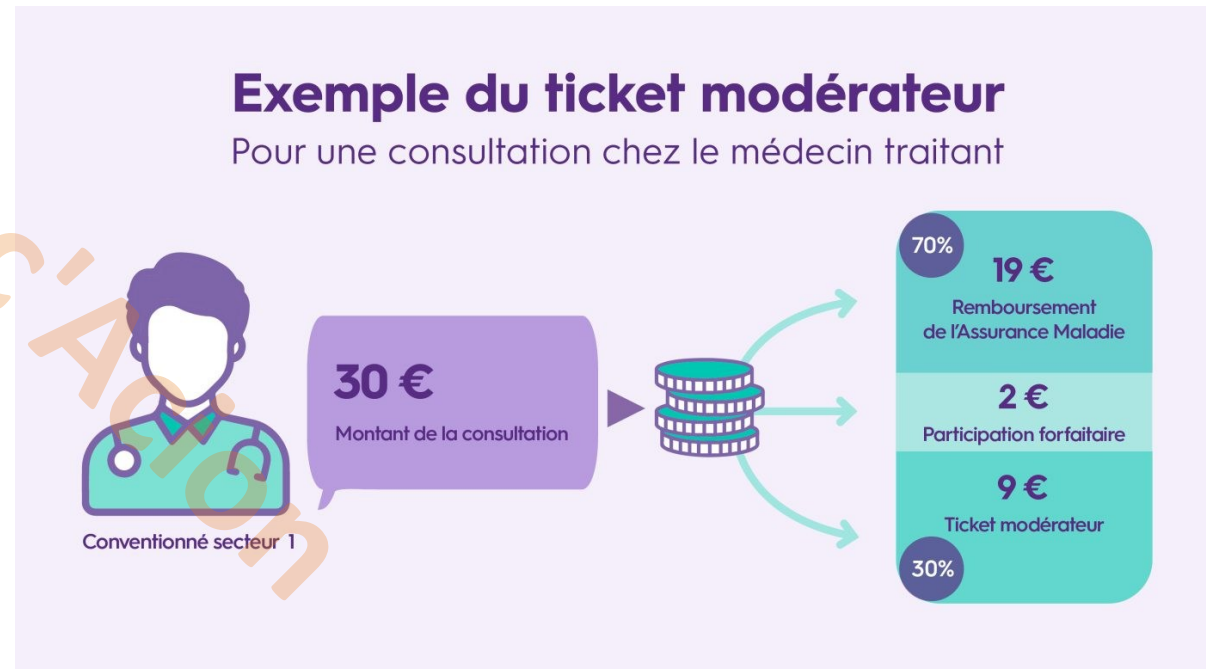 Exemple du ticket modérateur
Pour une consultation chez le médecin traitant
30 €
Montant de la consultation
Conventionné secteur 1
70%
19 €
Remboursement
de l'Assurance Maladie
2 €
Participation forfaitaire
9 €
Ticket modérateur
30%
c'Acion